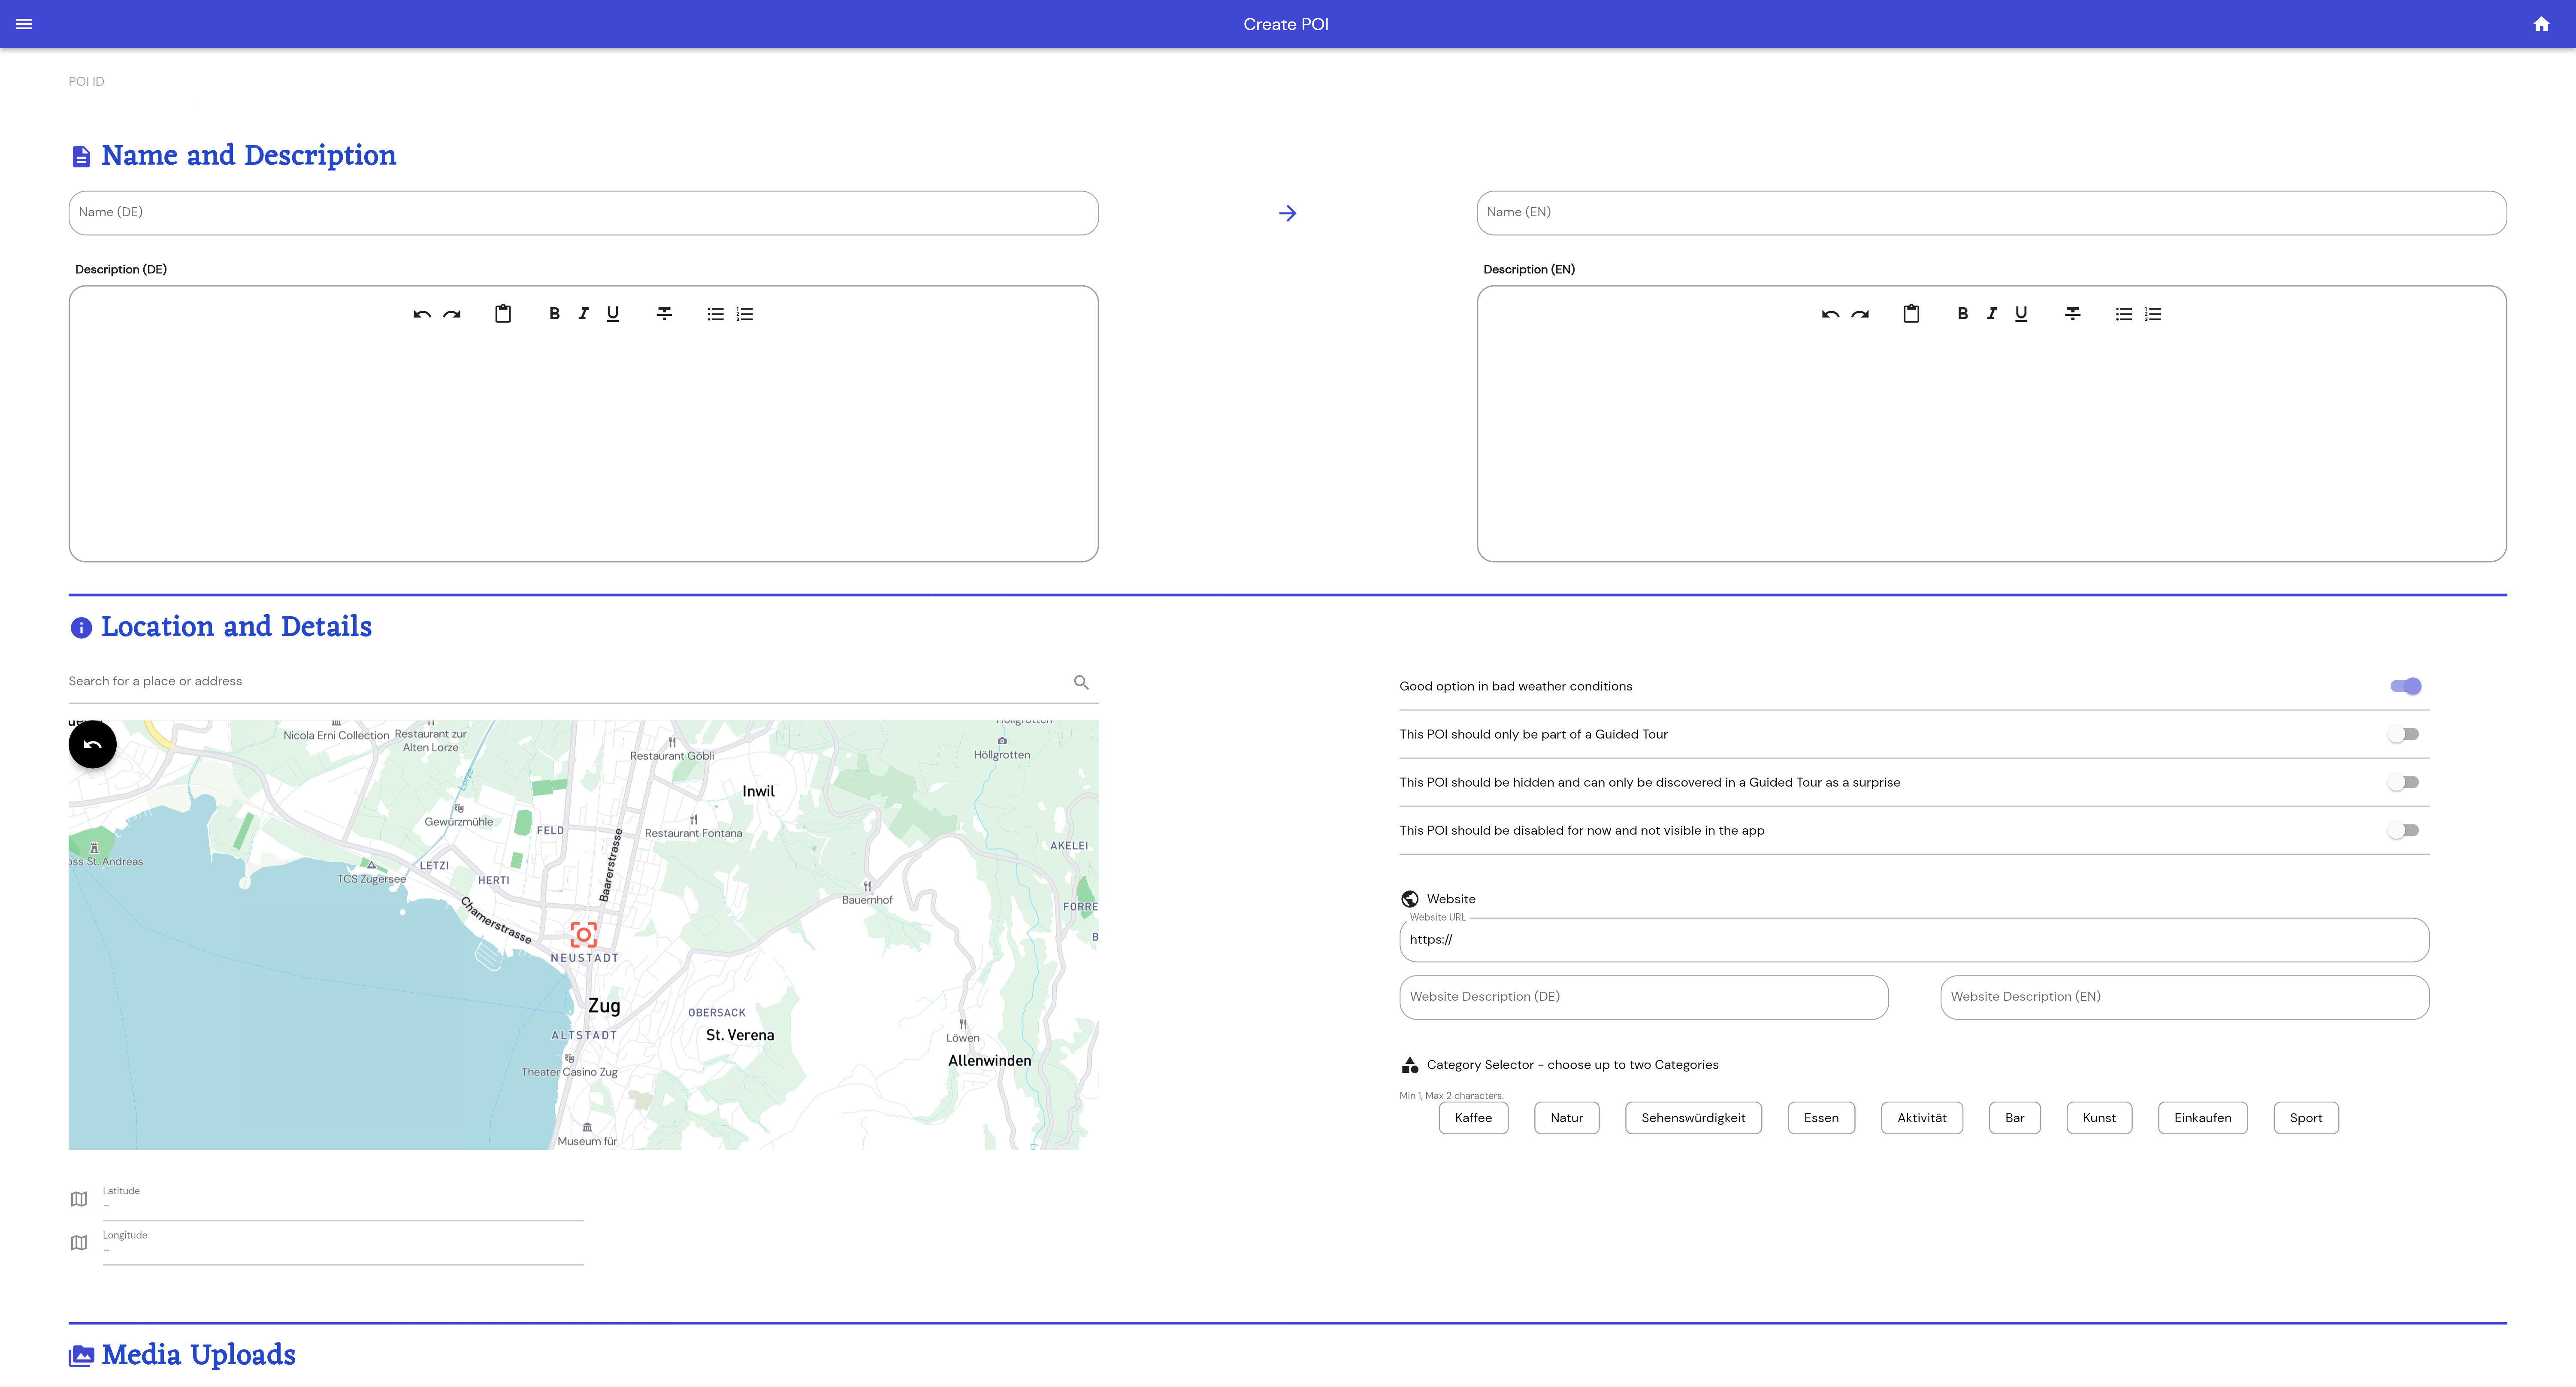 Create POI
POI ID
Name and Description
Name (DE)
Name (EN)
Description (DE)
Description (EN)
B I U
B I U
Location and Details
Search for a place or address
Nicola Erni Collection
Restaurant zur
Alten Lorze
Restaurant Göbli
Höllgrotten
Höllgrotten
Inwil
Lorze
Gewürzmühle
FELD
Restaurant Fontana
Baarerstrasse
AKELEI
oss St. Andreas
LETZI
TCS Zugersee
HERTI
Bauernhof
Chamerstrasse
FORRE
B
NEUSTADT
Zug
OBERSACK
ALTSTADT
St. Verena
Löwen
Allenwinden
Theater Casino Zug
Museum für
Latitude
-
Longitude
-
Good option in bad weather conditions
This POI should only be part of a Guided Tour
This POI should be hidden and can only be discovered in a Guided Tour as a surprise
This POI should be disabled for now and not visible in the app
Website
Website URL
https://
Website Description (DE)
Website Description (EN)
Category Selector - choose up to two Categories
Min 1, Max 2 characters.
Kaffee
Natur
Sehenswürdigkeit
Essen
Aktivität
Bar
Kunst
Einkaufen
Sport
Media Uploads